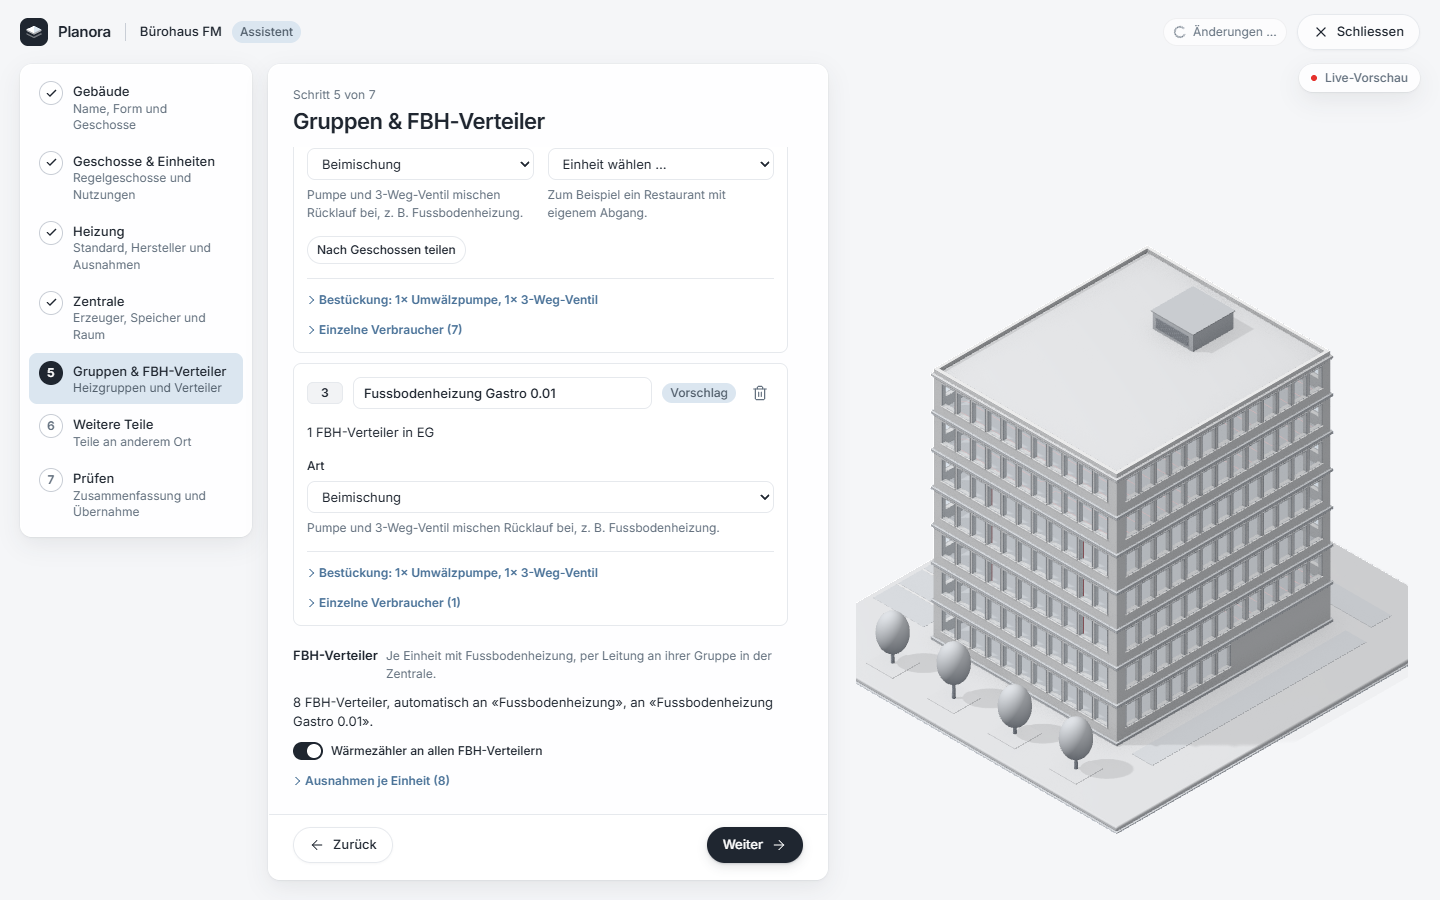 Planora
Bürohaus FM
Assistent
Änderungen ...
Schliessen
Gebäude
Name, Form und
Geschosse
Geschosse & Einheiten
Regelgeschosse und
Nutzungen
Heizung
Standard, Hersteller und
Ausnahmen
Zentrale
Erzeuger, Speicher und
Raum
5
Gruppen & FBH-Verteiler
Heizgruppen und Verteiler
6
Weitere Teile
Teile an anderem Ort
7
Prüfen
Zusammenfassung und
Übernahme
Schritt 5 von 7
Gruppen & FBH-Verteiler
Beimischung
Einheit wählen ...
Pumpe und 3-Weg-Ventil mischen
Rücklauf bei, z. B. Fussbodenheizung.
Zum Beispiel ein Restaurant mit
eigenem Abgang.
Nach Geschossen teilen
Bestückung: 1× Umwälzpumpe, 1× 3-Weg-Ventil
Einzelne Verbraucher (7)
3
Fussbodenheizung Gastro 0.01
Vorschlag
1 FBH-Verteiler in EG
Art
Beimischung
Pumpe und 3-Weg-Ventil mischen Rücklauf bei, z. B. Fussbodenheizung.
Bestückung: 1× Umwälzpumpe, 1× 3-Weg-Ventil
Einzelne Verbraucher (1)
FBH-Verteiler
Je Einheit mit Fussbodenheizung, per Leitung an ihrer Gruppe in der
Zentrale.
8 FBH-Verteiler, automatisch an «Fussbodenheizung», an «Fussbodenheizung
Gastro 0.01».
Wärmezähler an allen FBH-Verteilern
Ausnahmen je Einheit (8)
Zurück
Weiter
Live-Vorschau